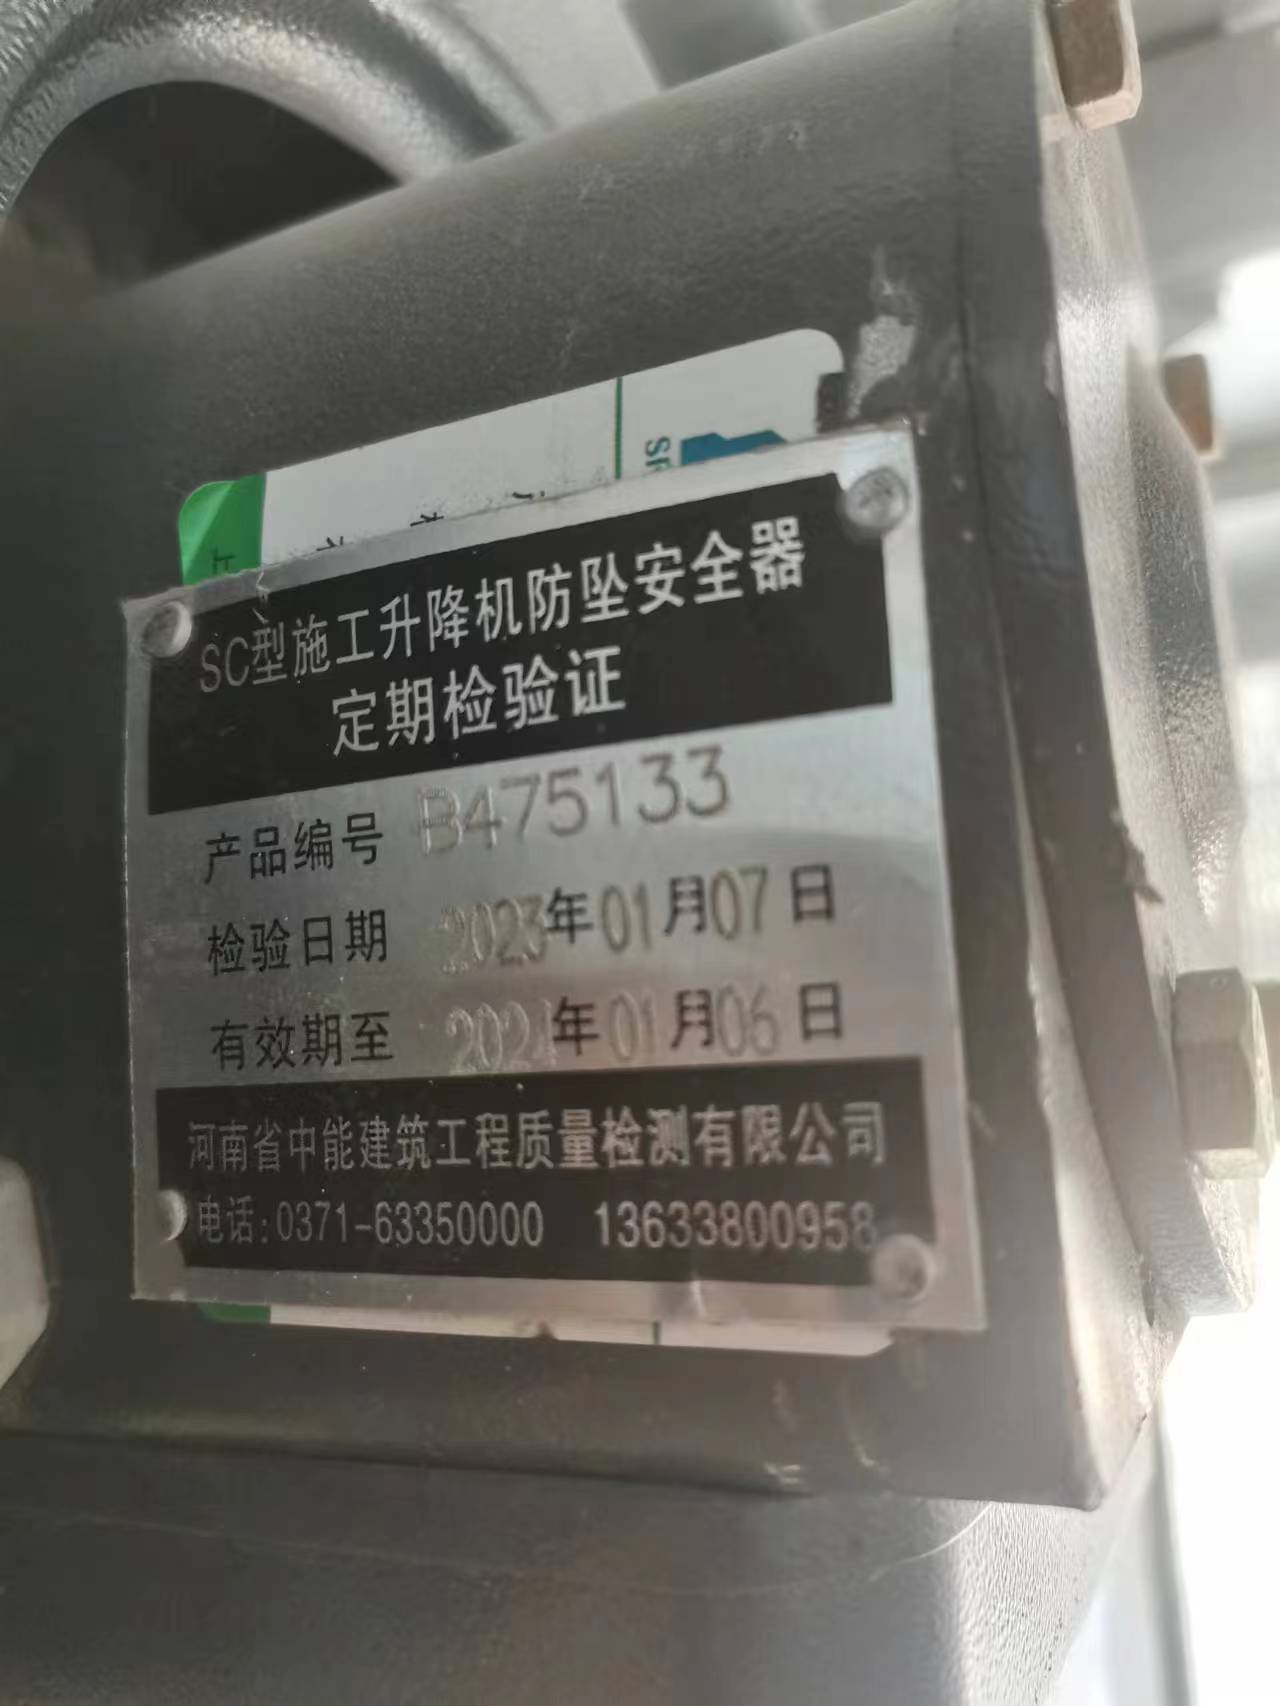 SP
SC型施工升降机防坠安全器
定期检验证
产品编号 B475133
检验日期 2023年01月07日
有效期至 2024年01月06日
河南省中能建筑工程质量检测有限公司
电话:0371-63350000 13633800958